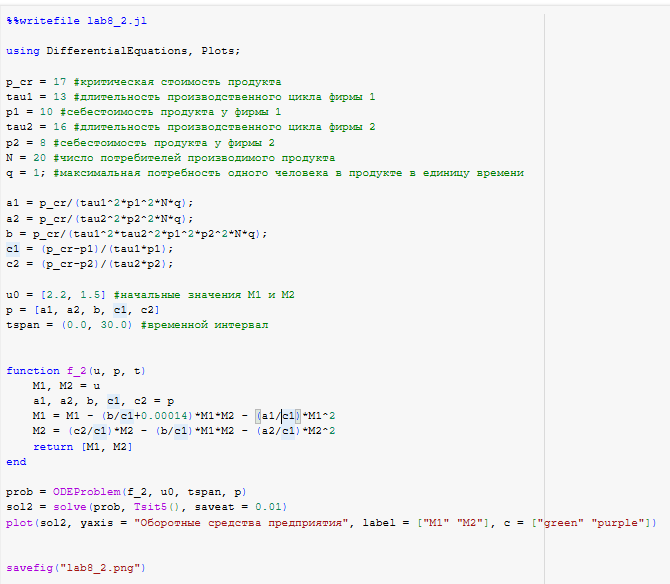 %%writefile lab8_2.jl
using DifferentialEquations, Plots;
p_cr = 17 #критическая стоимость продукта
tau1 = 13 #длительность производственного цикла фирмы 1
p1 = 10 #себестоимость продукта у фирмы 1
tau2 = 16 #длительность производственного цикла фирмы 2
p2 = 8 #себестоимость продукта у фирмы 2
N = 20 #число потребителей производимого продукта
q = 1; #максимальная потребность одного человека в продукте в единицу времени
a1 = p_cr/(tau1^2*p1^2*N*q);
a2 = p_cr/(tau2^2*p2^2*N*q);
b = p_cr/(tau1^2*tau2^2*p1^2*p2^2*N*q);
c1 = (p_cr-p1)/(tau1*p1);
c2 = (p_cr-p2)/(tau2*p2);
u0 = [2.2, 1.5] #начальные значения M1 и M2
p = [a1, a2, b, c1, c2]
tspan = (0.0, 30.0) #временной интервал
function f_2(u, p, t)
    M1, M2 = u
    a1, a2, b, c1, c2 = p
    M1 = M1 - (b/c1+0.00014)*M1*M2 - (a1/c1)*M1^2
    M2 = (c2/c1)*M2 - (b/c1)*M1*M2 - (a2/c1)*M2^2
    return [M1, M2]
end
prob = ODEProblem(f_2, u0, tspan, p)
sol2 = solve(prob, Tsit5(), saveat = 0.01)
plot(sol2, yaxis = "Оборотные средства предприятия", label = ["M1" "M2"], c = ["green" "purple"])
savefig("lab8_2.png")